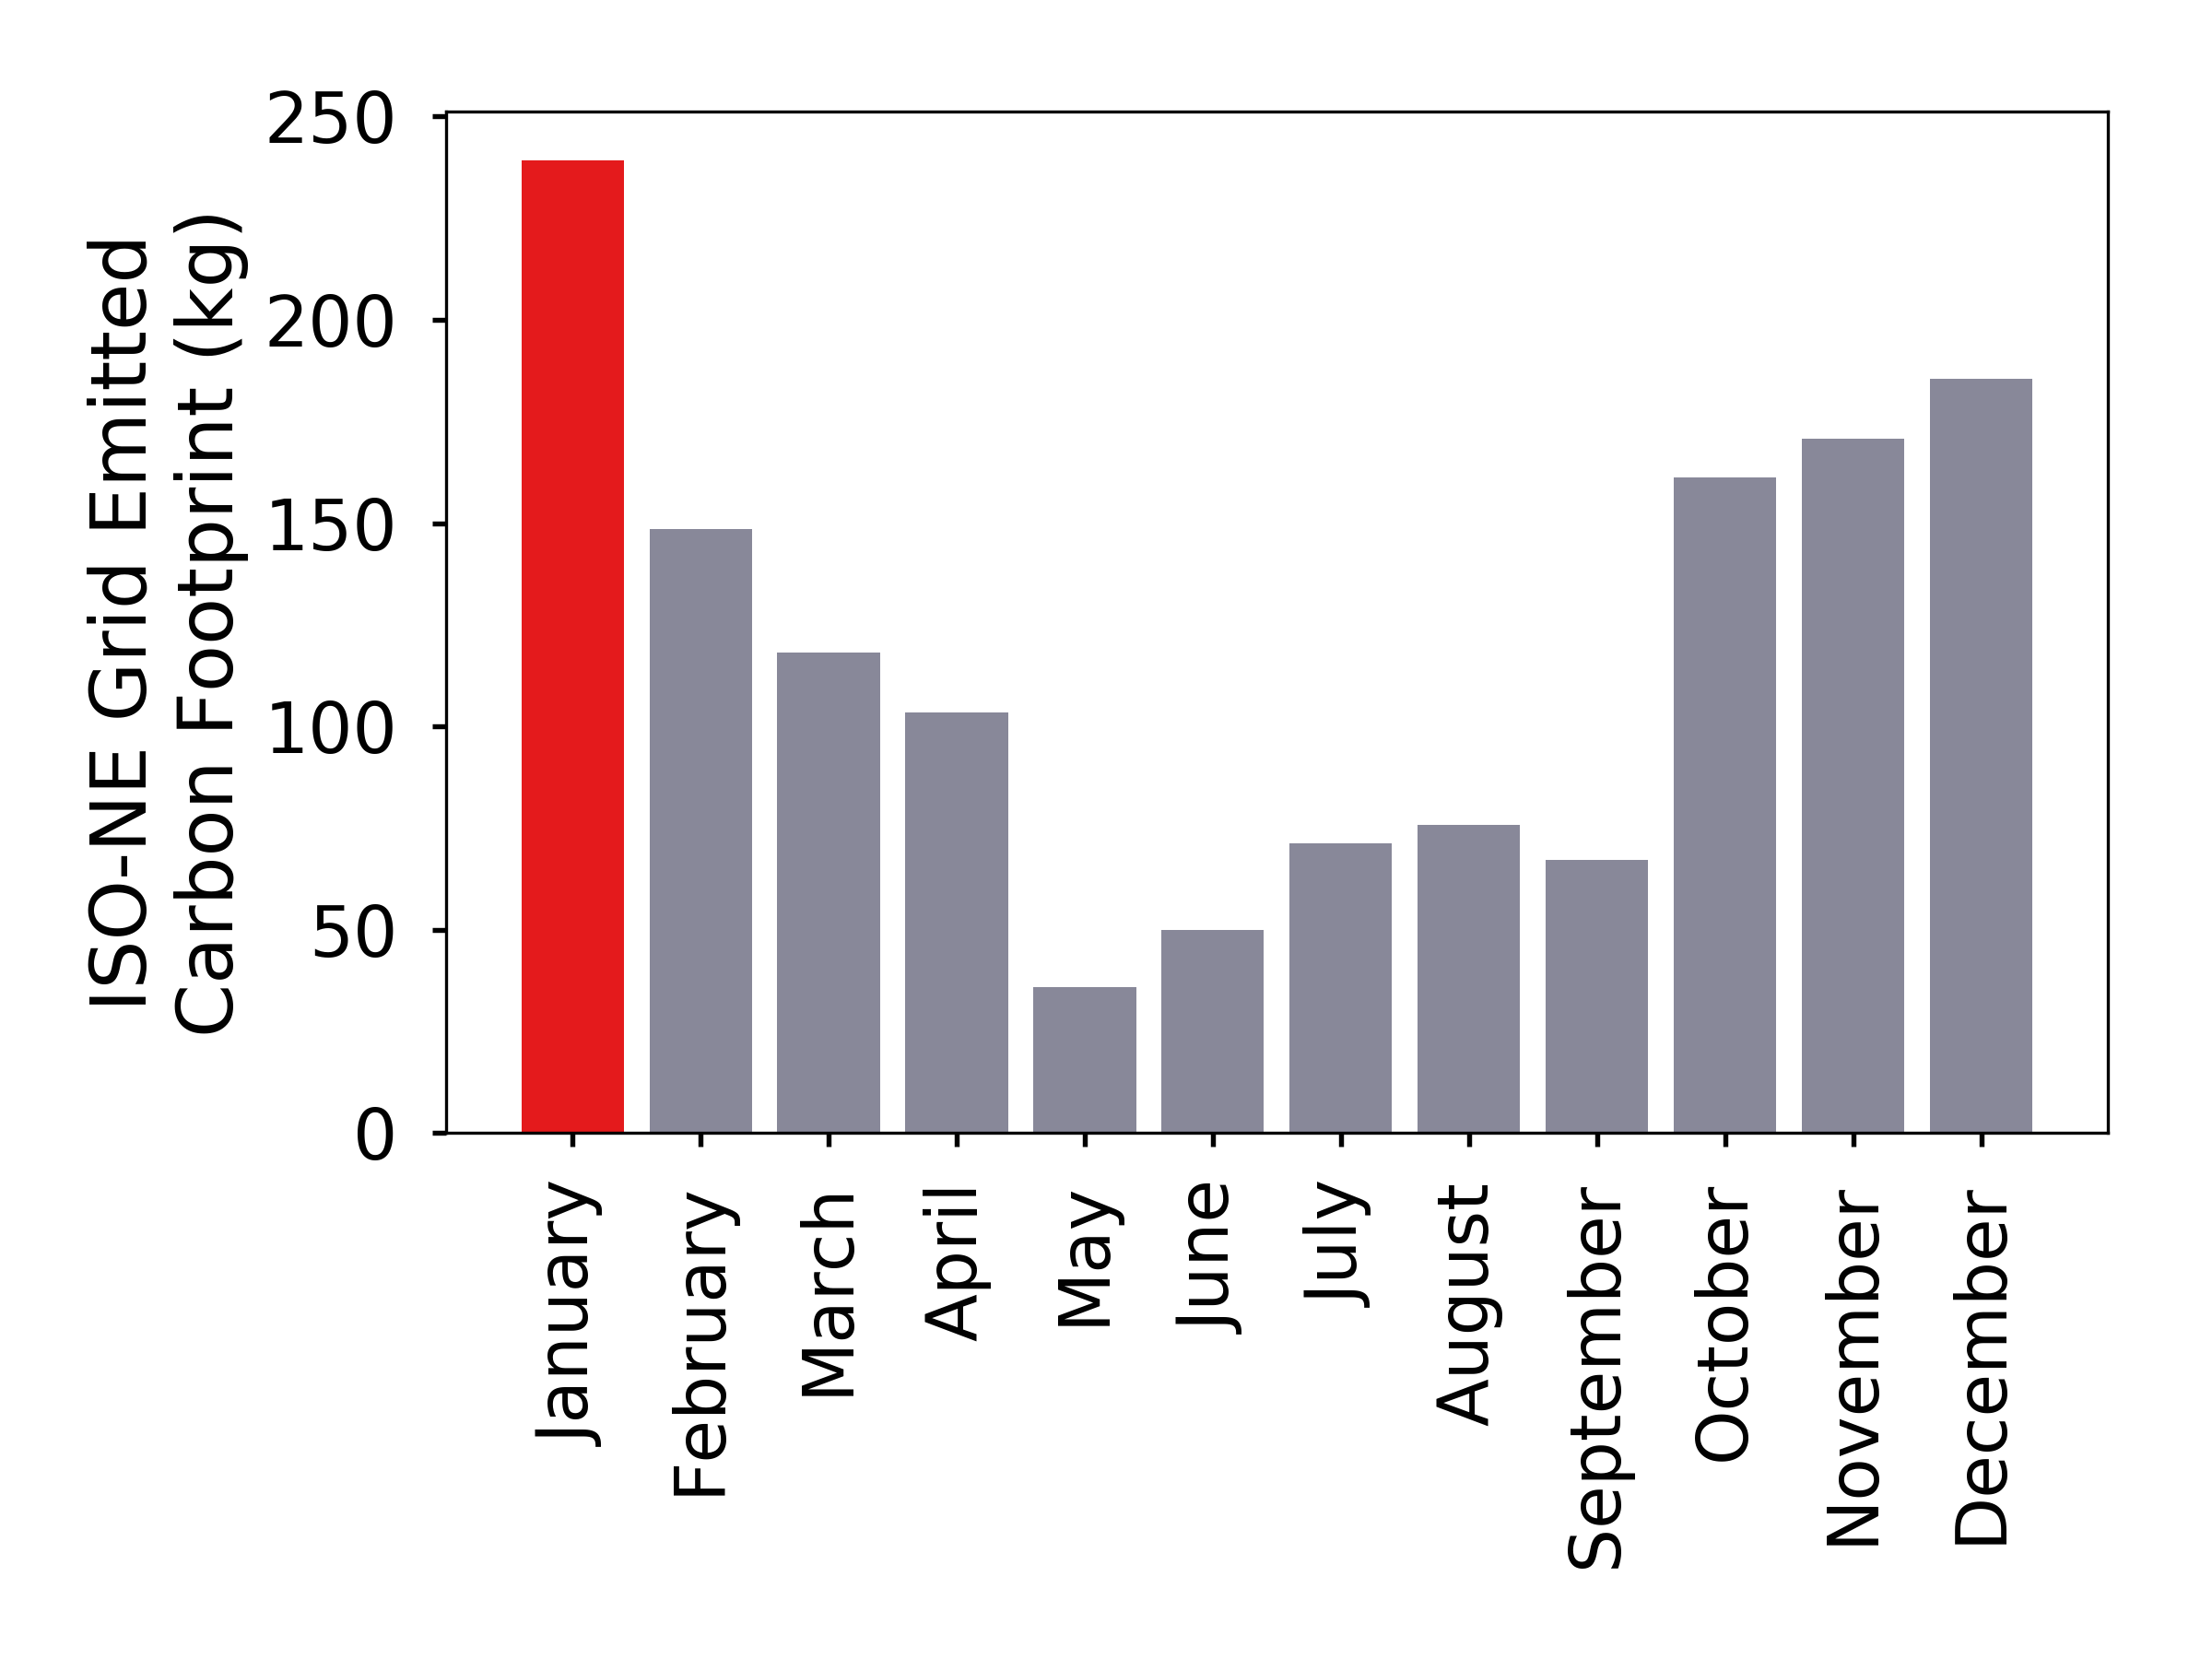 ISO-NE Grid Emitted
Carbon Footprint (kg)
250
200
150
100
50
0
January
February
March
April
May
June
July
August
September
October
November
December